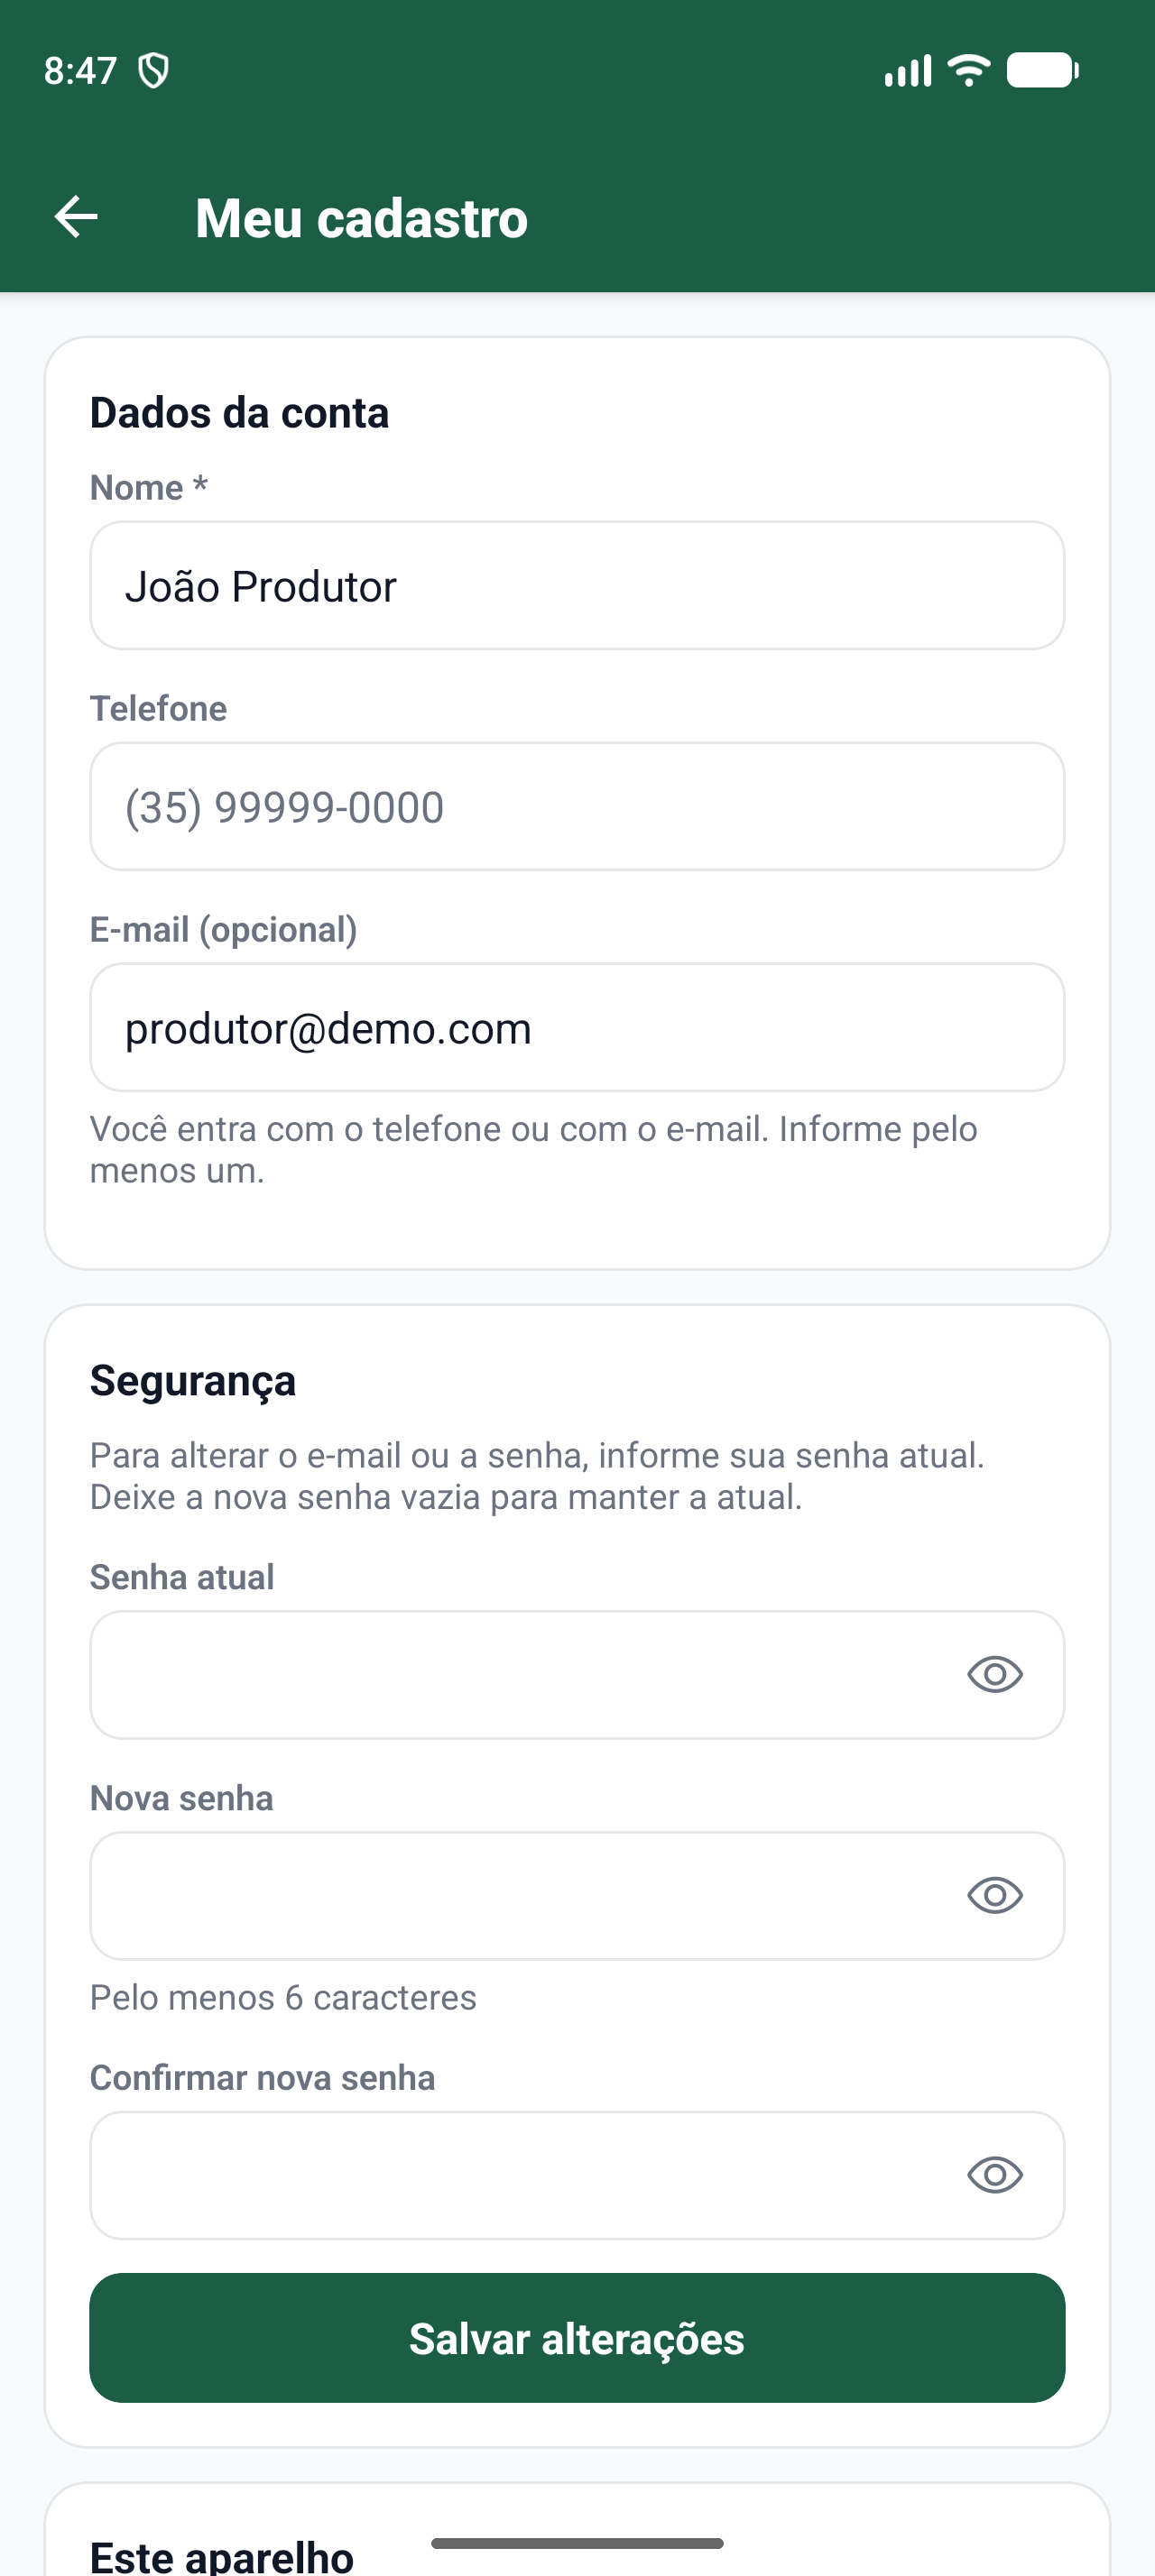 8:47
Meu cadastro
Dados da conta
Nome *
João Produtor
Telefone
(35) 99999-0000
E-mail (opcional)
produtor@demo.com
Você entra com o telefone ou com o e-mail. Informe pelo
menos um.
Segurança
Para alterar o e-mail ou a senha, informe sua senha atual.
Deixe a nova senha vazia para manter a atual.
Senha atual
Nova senha
Pelo menos 6 caracteres
Confirmar nova senha
Salvar alterações
Este aparelho